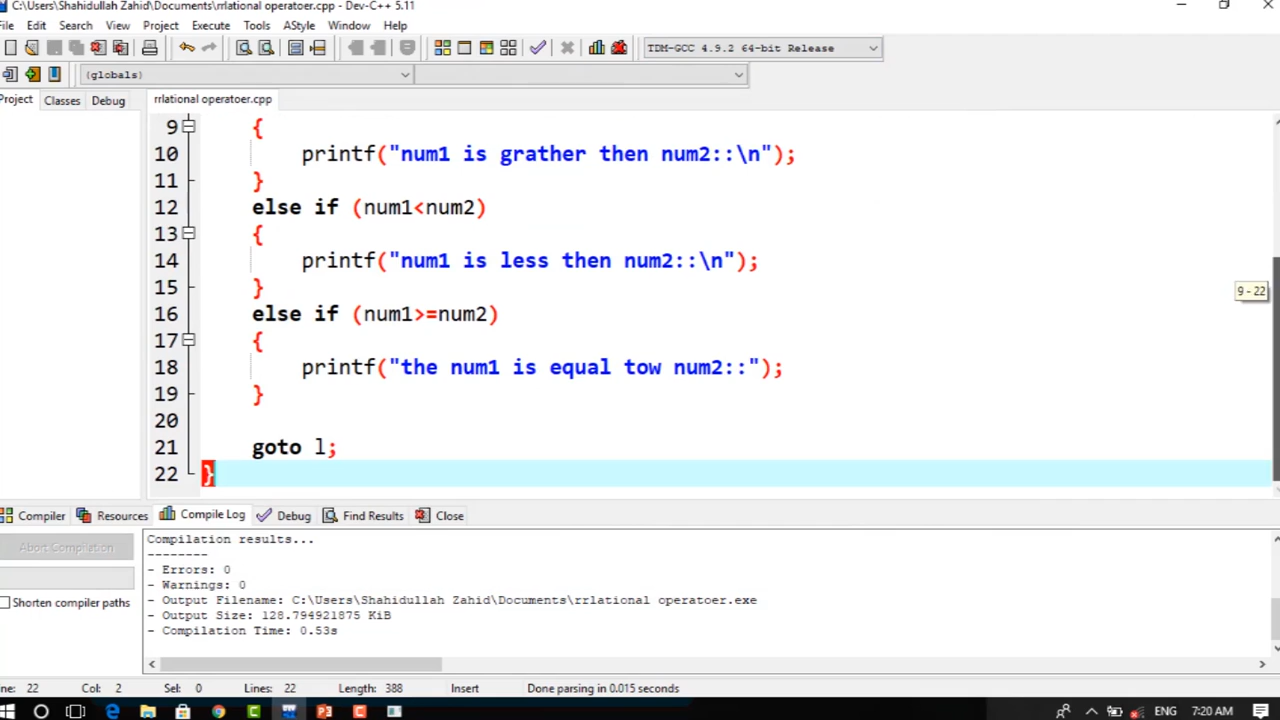 C:\Users\Shahidullah Zahid\Documents\rrlational operatoer.cpp - Dev-C++ 5.11
File Edit Search View Project Execute Tools AStyle Window Help
TDM-GCC 4.9.2 64-bit Release
(globals)
Project Classes Debug rrlational operatoer.cpp
9 {
10 printf("num1 is grather then num2::\n");
11 }
12 else if (num1<num2)
13 {
14 printf("num1 is less then num2::\n");
15 }
9 - 22
16 else if (num1>=num2)
17 {
18 printf("the num1 is equal tow num2::");
19 }
20
21 goto l;
22 }
Compiler Resources Compile Log Debug Find Results Close
Compilation results...
--------
Abort Compilation
- Errors: 0
- Warnings: 0
- Output Filename: C:\Users\Shahidullah Zahid\Documents\rrlational operatoer.exe
Shorten compiler paths
- Output Size: 128.794921875 KiB
- Compilation Time: 0.53s
ine: 22 Col: 2 Sel: 0 Lines: 22 Length: 388 Insert Done parsing in 0.015 seconds
ENG 7:20 AM